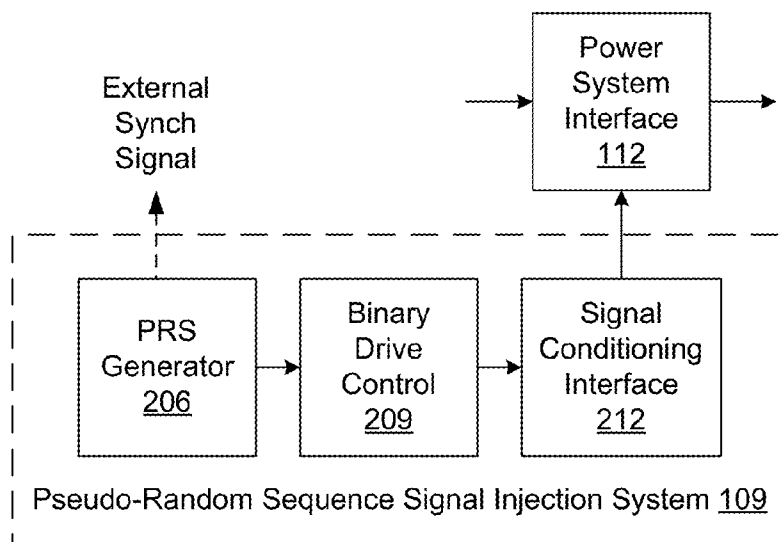 External
Synch
Signal
Power
System
Interface
112
PRS
Generator
206
Binary
Drive
Control
209
Signal
Conditioning
Interface
212
Pseudo-Random Sequence Signal Injection System 109